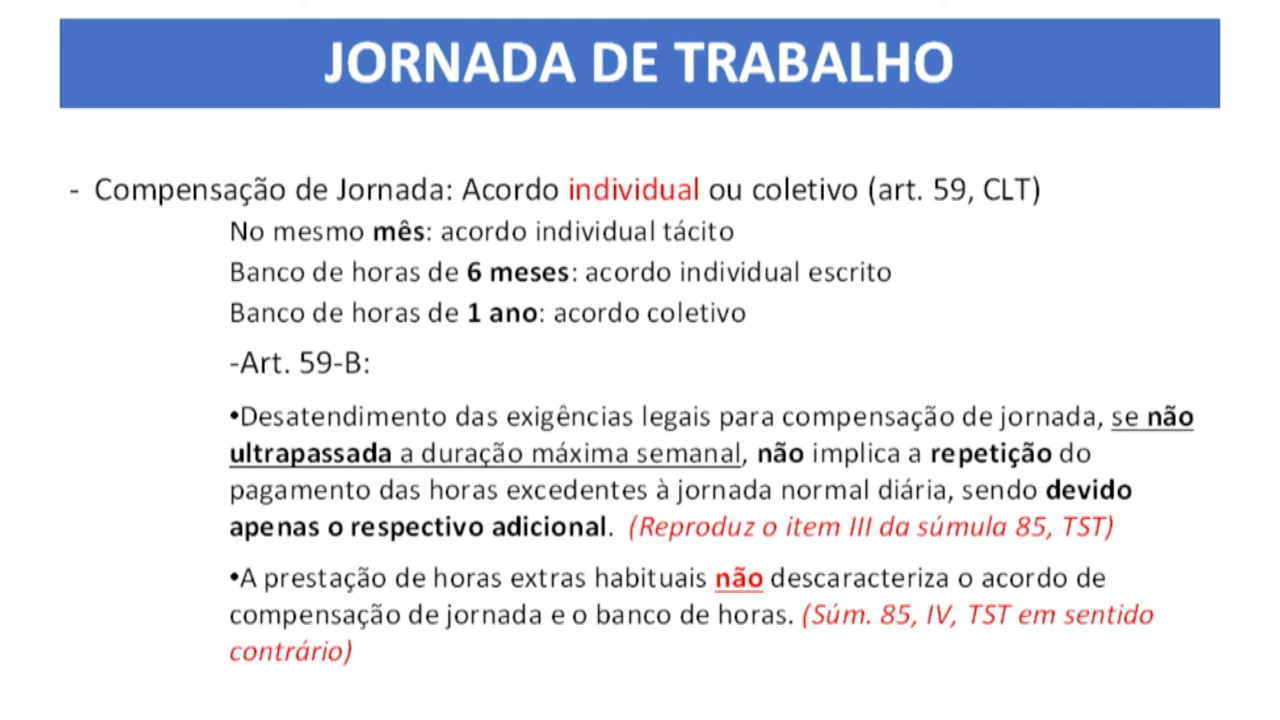 JORNADA DE TRABALHO
- Compensação de Jornada: Acordo individual ou coletivo (art. 59, CLT)
No mesmo mês: acordo individual tácito
Banco de horas de 6 meses: acordo individual escrito
Banco de horas de 1 ano: acordo coletivo
-Art. 59-B:
•Desatendimento das exigências legais para compensação de jornada, se não
ultrapassada a duração máxima semanal, não implica a repetição do
pagamento das horas excedentes à jornada normal diária, sendo devido
apenas o respectivo adicional. (Reproduz o item III da súmula 85, TST)
•A prestação de horas extras habituais não descaracteriza o acordo de
compensação de jornada e o banco de horas. (Súm. 85, IV, TST em sentido
contrário)